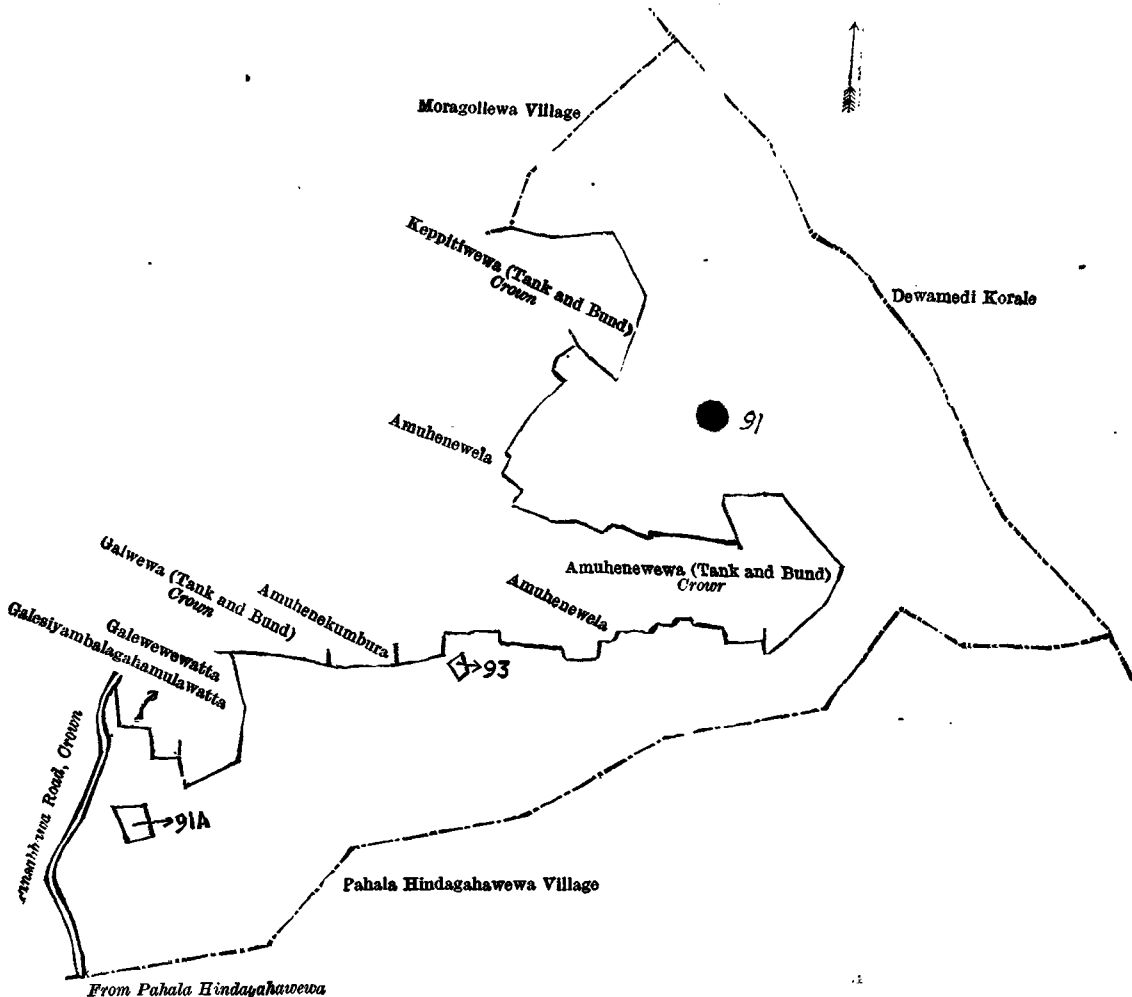 Moragollewa Village
Keppitiwewa (Tank and Bund)
Crown
Dewamedi Korale
91
Amuhenewela
Amuhenewewa (Tank and Bund)
Crowr
Galwewa (Tank and Bund)
Crown
Amuhenekumbura
Amuhenewela
Galewewewatta
Galesiyambalagahamulawatta
93
Road, Crown
91A
Pahala Hindagahawewa Village
From Pahala Hindagahawewa